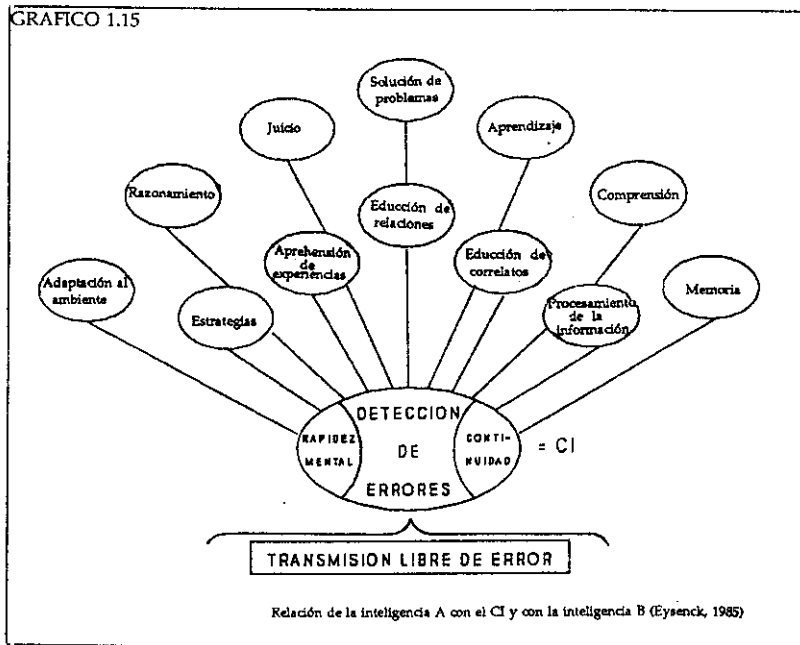 GRAFICO 1.15
Solución de
problemas
Juicio
Aprendizaje
Razonamiento
Educción de
relaciones
Comprensión
Aprehensión
de
experiencias
Educción de
correlatos
Adaptación al
ambiente
Estrategias
Procesamiento
de la
información
Memoria
RAPIDEZ
MENTAL
DETECCION
DE
ERRORES
CONTI-
NUIDAD
= CI
TRANSMISION LIBRE DE ERROR
Relación de la inteligencia A con el CI y con la inteligencia B (Eysenck, 1985)